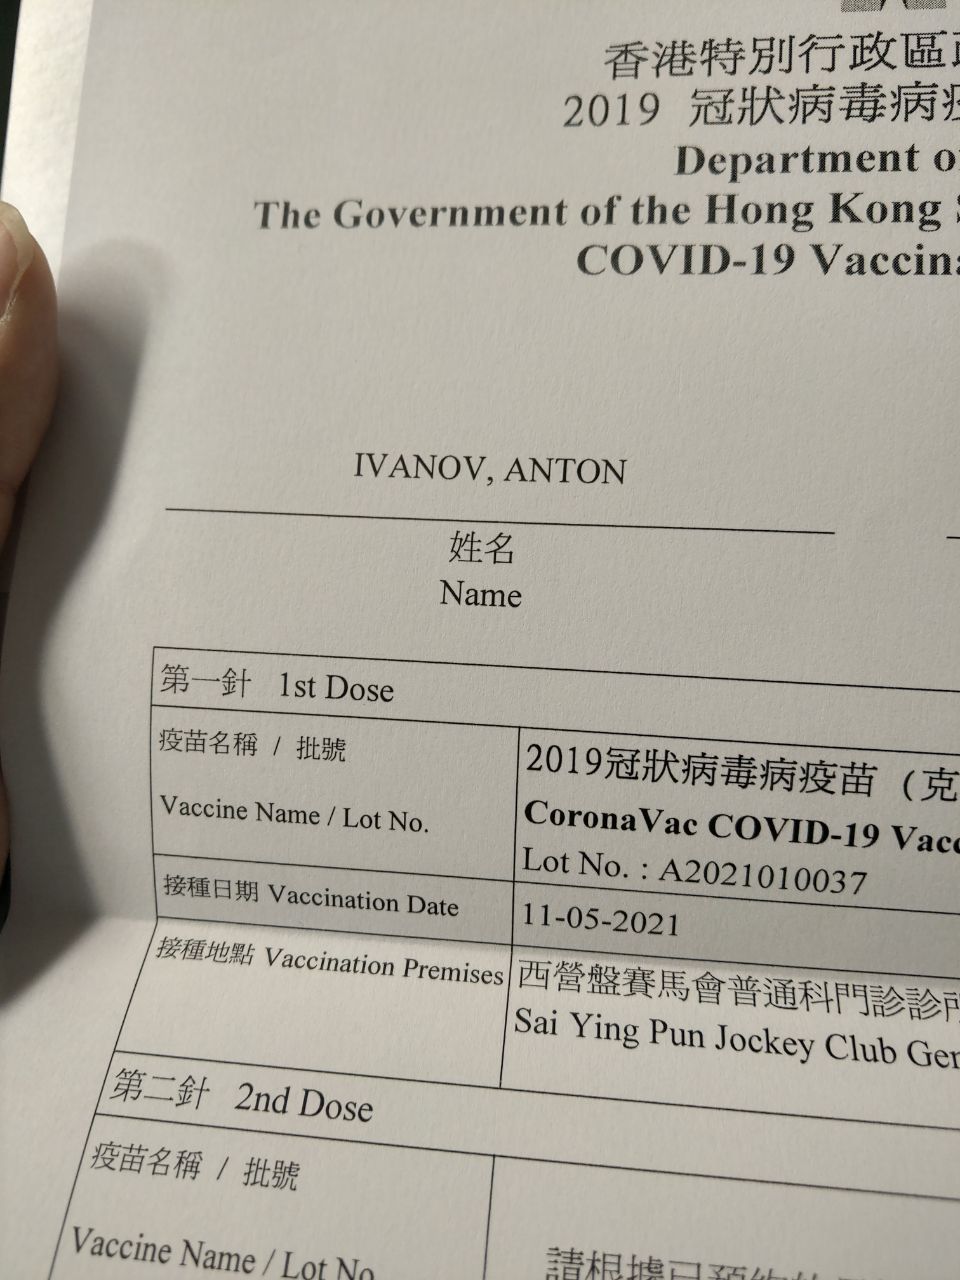 香港特別行政區
2019 冠狀病毒病
Department
The Government of the Hong Kong
COVID-19
IVANOV, ANTON
姓名
Name
第一針 1st Dose
疫苗名稱 / 批號
Vaccine Name / Lot No.
2019冠狀病毒病疫苗 (克
CoronaVac COVID-19
Lot No. : A2021010037
接種日期 Vaccination Date
11-05-2021
接種地點 Vaccination Premises
西營盤賽馬會普通科門診診
Sai Ying Pun Jockey Club
第二針 2nd Dose
疫苗名稱 / 批號
Vaccine Name / Lot No
請根據已預約